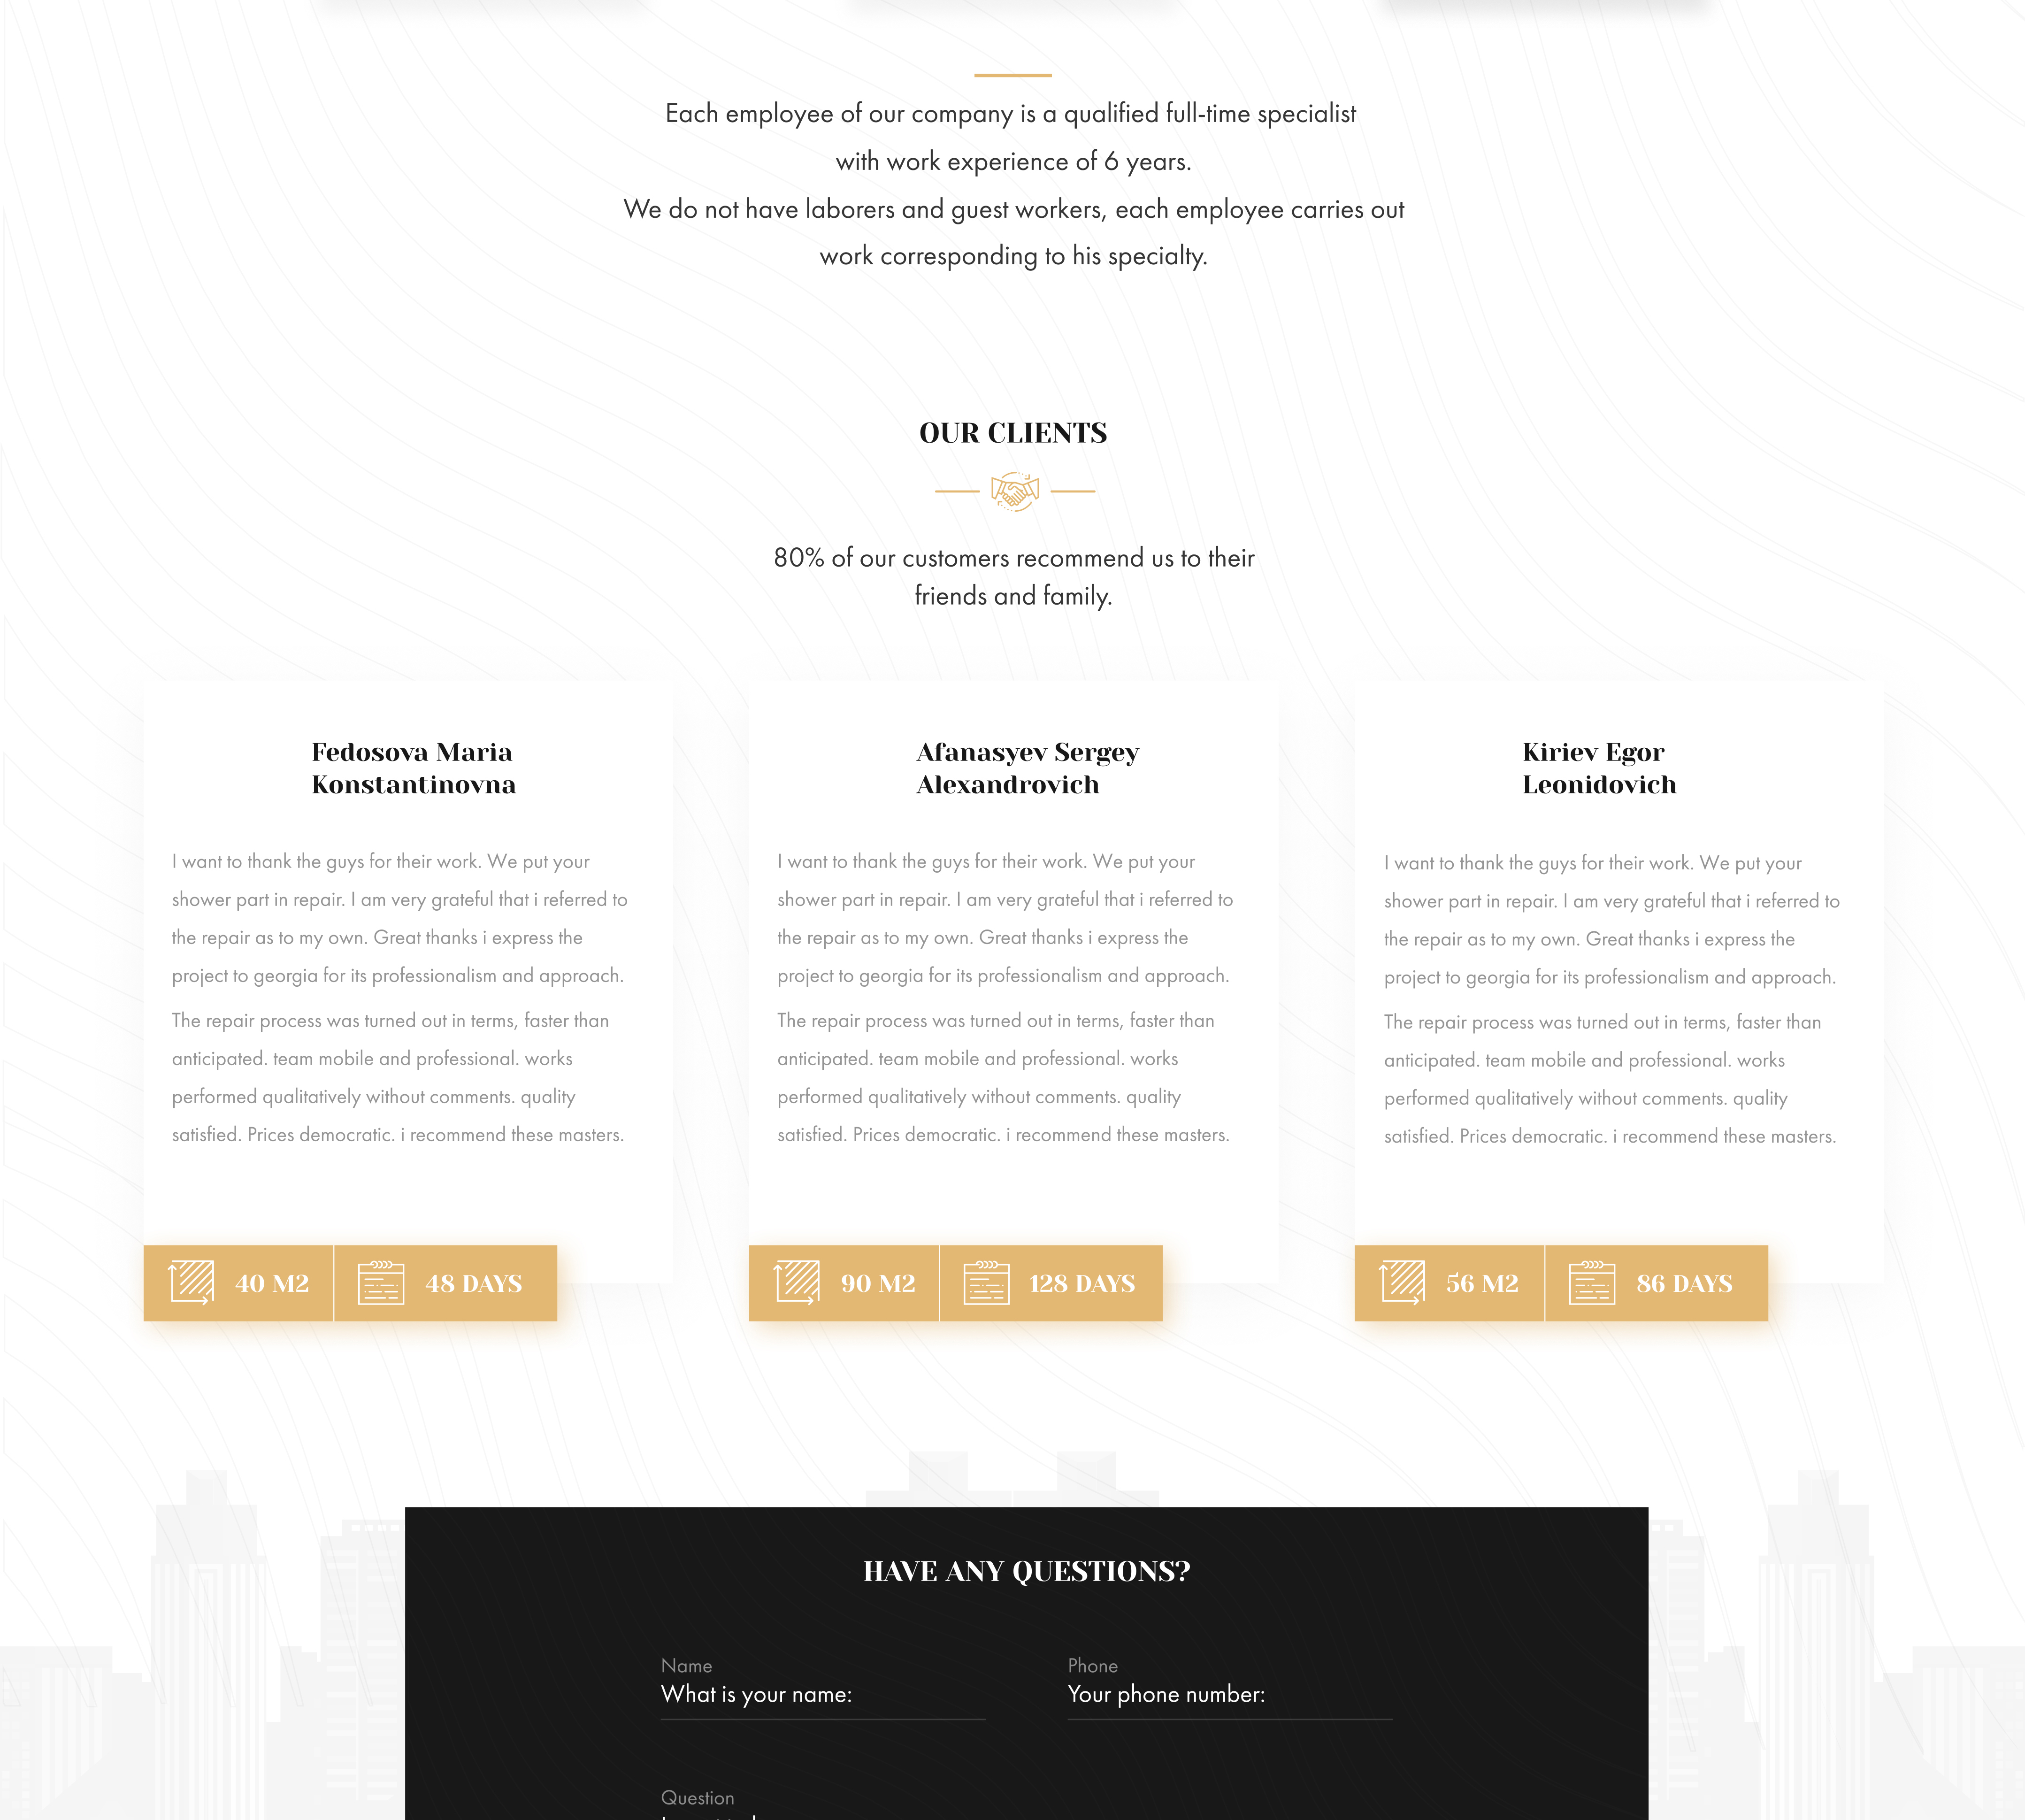 Each employee of our company is a qualified full-time specialist
with work experience of 6 years.
We do not have laborers and guest workers, each employee carries out
work corresponding to his specialty.
OUR CLIENTS
80% of our customers recommend us to their
friends and family.
Fedosova Maria
Konstantinovna
I want to thank the guys for their work. We put your
shower part in repair. I am very grateful that i referred to
the repair as to my own. Great thanks i express the
project to georgia for its professionalism and approach.
The repair process was turned out in terms, faster than
anticipated. team mobile and professional. works
performed qualitatively without comments. quality
satisfied. Prices democratic. i recommend these masters.
40 M2
48 DAYS
Afanasyev Sergey
Alexandrovich
I want to thank the guys for their work. We put your
shower part in repair. I am very grateful that i referred to
the repair as to my own. Great thanks i express the
project to georgia for its professionalism and approach.
The repair process was turned out in terms, faster than
anticipated. team mobile and professional. works
performed qualitatively without comments. quality
satisfied. Prices democratic. i recommend these masters.
90 M2
128 DAYS
Kiriev Egor
Leonidovich
I want to thank the guys for their work. We put your
shower part in repair. I am very grateful that i referred to
the repair as to my own. Great thanks i express the
project to georgia for its professionalism and approach.
The repair process was turned out in terms, faster than
anticipated. team mobile and professional. works
performed qualitatively without comments. quality
satisfied. Prices democratic. i recommend these masters.
56 M2
86 DAYS
HAVE ANY QUESTIONS?
Name
What is your name:
Phone
Your phone number:
Question